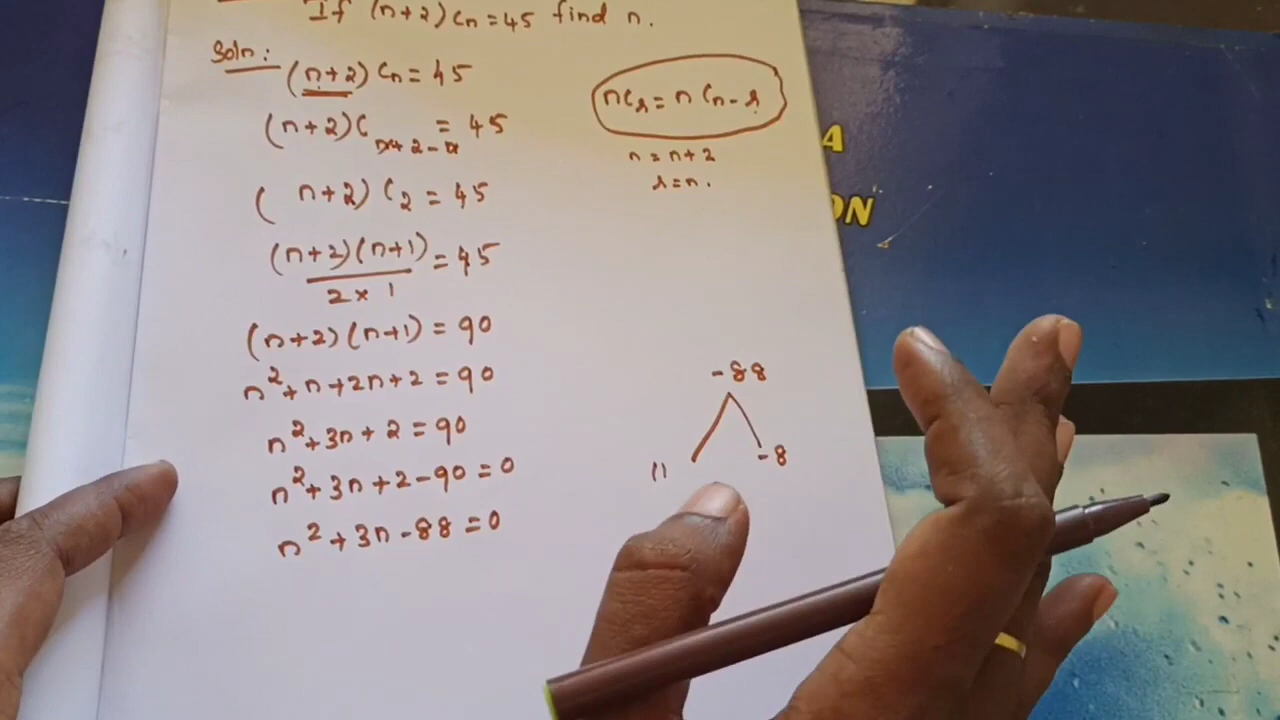 If (n+2)Cn=45 find n.
Soln:
(n+2)Cn=45
nCr=nCn-r
(n+2)C n+2-n = 45
n=n+2
r=n.
(n+2)C2=45
(n+2)(n+1)/2×1=45
(n+2)(n+1)=90
n²+n+2n+2=90
n²+3n+2=90
n²+3n+2-90=0
n²+3n-88=0
-88
11 -8
A
ON